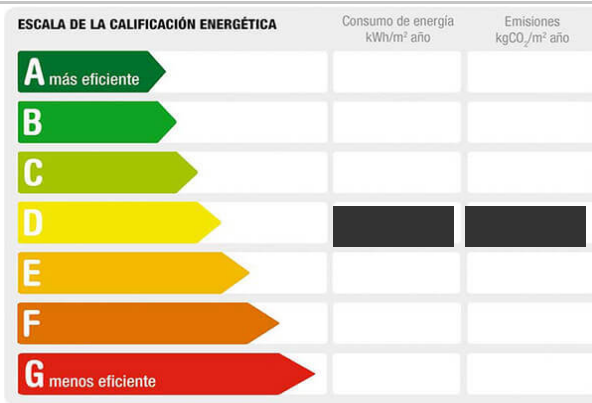 ESCALA DE LA CALIFICACIÓN ENERGÉTICA
Consumo de energía
kWh/m² año
Emisiones
kgCO₂/m² año
A más eficiente
B
C
D
E
F
G menos eficiente